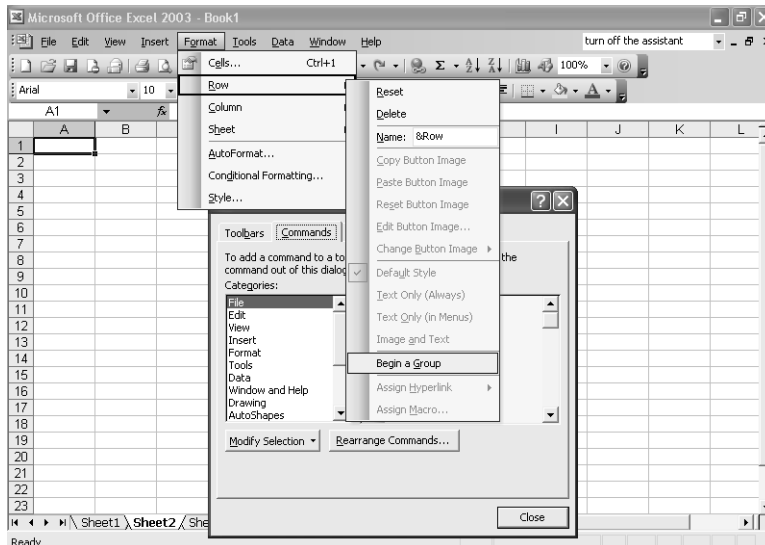 Microsoft Office Excel 2003 - Book1
File Edit View Insert Format Tools Data Window Help turn off the assistant
100%
Arial 10
A1 fx
Cells... Ctrl+1
Row
Column
Sheet
AutoFormat...
Conditional Formatting...
Style...
Reset
Delete
Name: &Row
Copy Button Image
Paste Button Image
Reset Button Image
Edit Button Image...
Change Button Image
Default Style
Text Only (Always)
Text Only (in Menus)
Image and Text
Begin a Group
Assign Hyperlink
Assign Macro...
A B I J K L
1
2
3
4
5
6
7
8
9
10
11
12
13
14
15
16
17
18
19
20
21
22
23
Toolbars Commands
To add a command to a the
command out of this
Categories:
File
Edit
View
Insert
Format
Tools
Data
Window and Help
Drawing
AutoShapes
Modify Selection Rearrange Commands...
Close
Sheet1 Sheet2 She
Ready